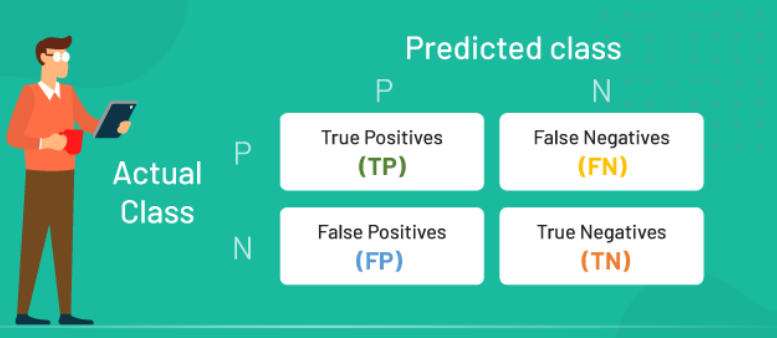 Predicted class
P N
Actual
Class
P
True Positives
(TP)
False Negatives
(FN)
N
False Positives
(FP)
True Negatives
(TN)